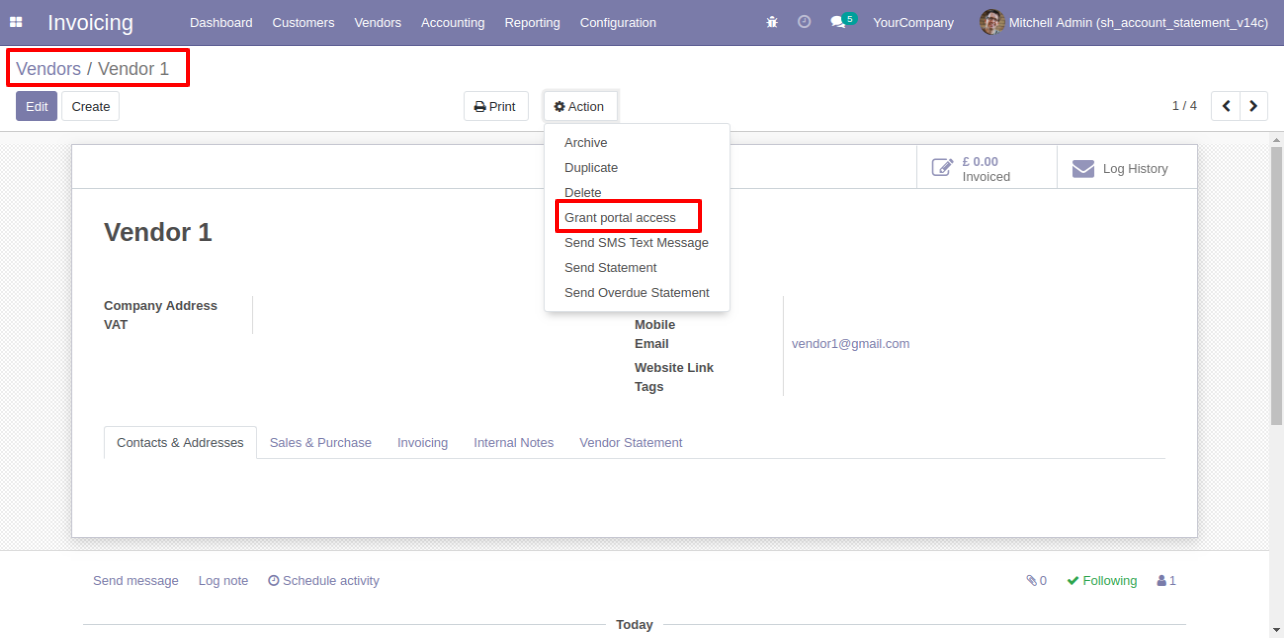 Invoicing Dashboard Customers Vendors Accounting Reporting Configuration 5 YourCompany Mitchell Admin (sh_account_statement_v14c)
Vendors / Vendor 1
Edit Create Print Action 1 / 4
Archive
Duplicate
Delete
Grant portal access
Send SMS Text Message
Send Statement
Send Overdue Statement
£ 0.00
Invoiced
Log History
Vendor 1
Company Address
VAT
Mobile
Email vendor1@gmail.com
Website Link
Tags
Contacts & Addresses Sales & Purchase Invoicing Internal Notes Vendor Statement
Send message Log note Schedule activity 0 Following 1
Today